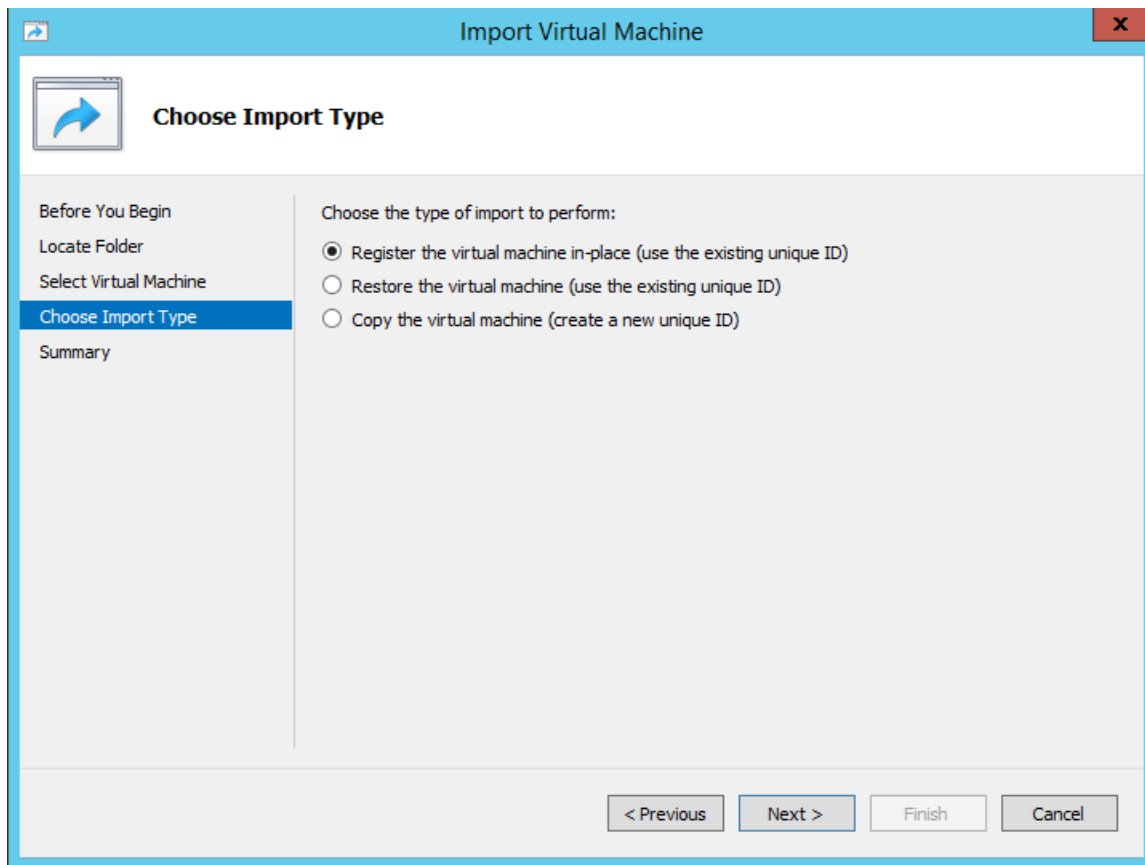 Import Virtual Machine
x
Choose Import Type
Before You Begin
Locate Folder
Select Virtual Machine
Choose Import Type
Summary
Choose the type of import to perform:
Register the virtual machine in-place (use the existing unique ID)
Restore the virtual machine (use the existing unique ID)
Copy the virtual machine (create a new unique ID)
< Previous
Next >
Finish
Cancel